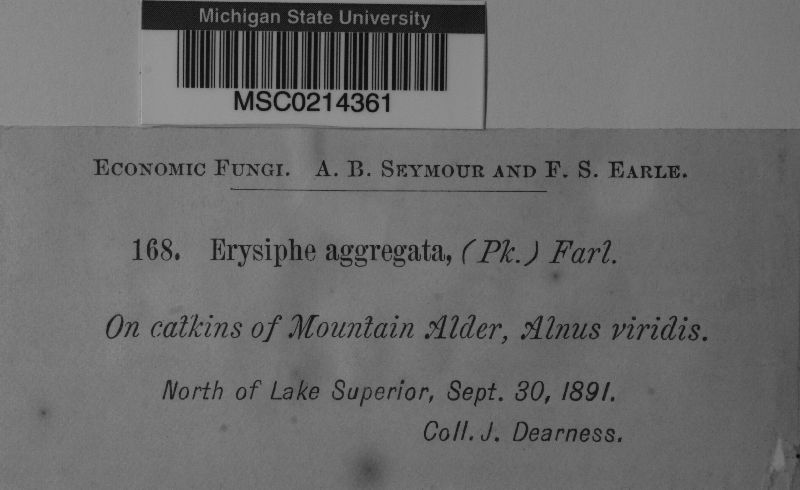 Michigan State University
MSC0214361
Economic Fungi. A. B. Seymour and F. S. Earle.
168. Erysiphe aggregata, (Pk.) Farl.
On catkins of Mountain Alder, Alnus viridis.
North of Lake Superior, Sept. 30, 1891.
Coll. J. Dearness.